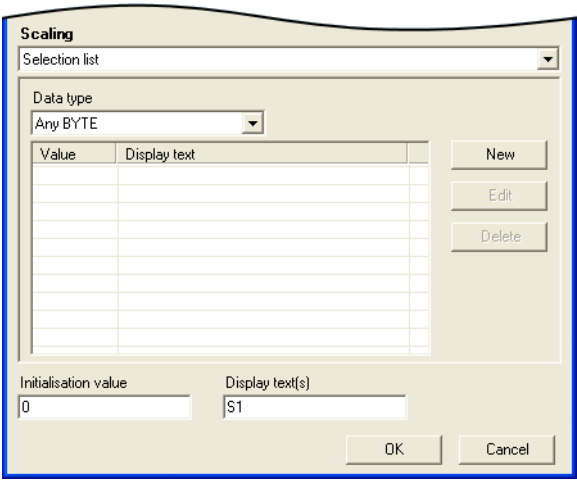 Scaling
Selection list
Data type
Any BYTE
Value Display text
New
Edit
Delete
Initialisation value Display text(s)
0 S1
OK Cancel